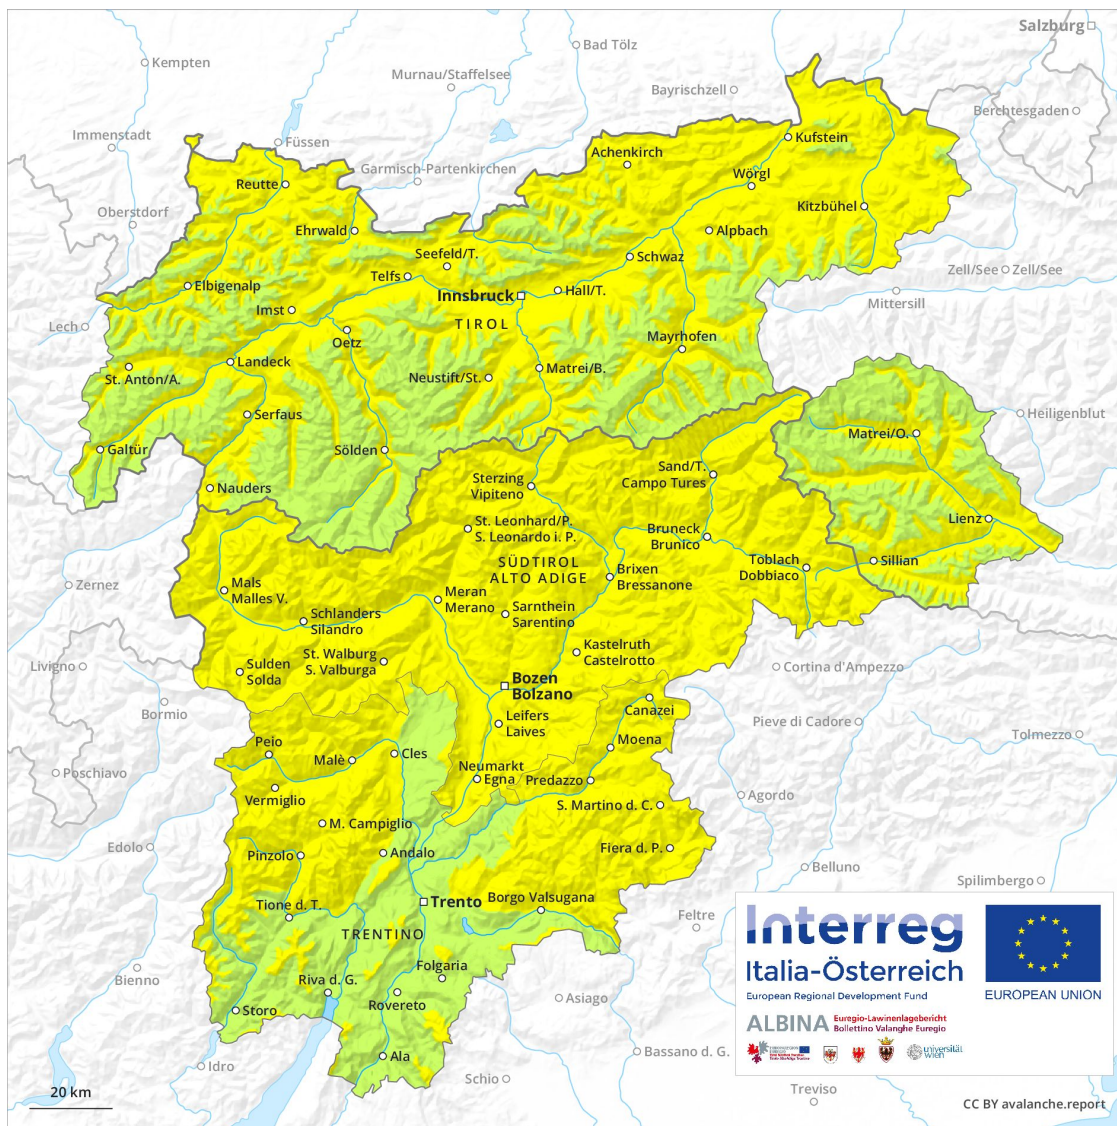 Salzburg
Bad Tölz
Kempten
Murnau/Staffelsee
Bayrischzell
Berchtesgaden
Immenstadt
Füssen
Kufstein
Achenkirch
Garmisch-Partenkirchen
Wörgl
Reutte
Kitzbühel
Oberstdorf
Ehrwald
Alpbach
Seefeld/T.
Schwaz
Telfs
Zell/See
Zell/See
Elbigenalp
Hall/T.
Innsbruck
Mittersill
Imst
TIROL
Lech
Oetz
Mayrhofen
Landeck
Matrei/B.
St. Anton/A.
Neustift/St.
Serfaus
Heiligenblut
Matrei/O.
Galtür
Sölden
Sand/T.
Campo Tures
Sterzing
Vipiteno
Nauders
St. Leonhard/P.
S. Leonardo i. P.
Lienz
Bruneck
Brunico
SÜDTIROL
ALTO ADIGE
Toblach
Dobbiaco
Sillian
Brixen
Bressanone
Zernez
Mals
Malles V.
Meran
Merano
Sarnthein
Sarentino
Schlanders
Silandro
Kastelruth
Castelrotto
St. Walburg
S. Valburga
Livigno
Sulden
Solda
Cortina d'Ampezzo
Bozen
Bolzano
Bormio
Canazei
Leifers
Laives
Pieve di Cadore
Tolmezzo
Peio
Moena
Cles
Malè
Poschiavo
Neumarkt
Egna
Predazzo
Vermiglio
Agordo
S. Martino d. C.
M. Campiglio
Edolo
Pinzolo
Andalo
Fiera d. P.
Belluno
Spilimbergo
Borgo Valsugana
Trento
Tione d. T.
Feltre
TRENTINO
Interreg
Italia-Österreich
European Regional Development Fund
EUROPEAN UNION
Folgaria
Bienno
Riva d. G.
Rovereto
Asiago
Storo
ALBINA
Euregio-Lawinenlagebericht
Bollettino Valanghe Euregio
universität
wien
Bassano d. G.
Ala
Idro
Schio
Treviso
20 km
CC BY avalanche.report